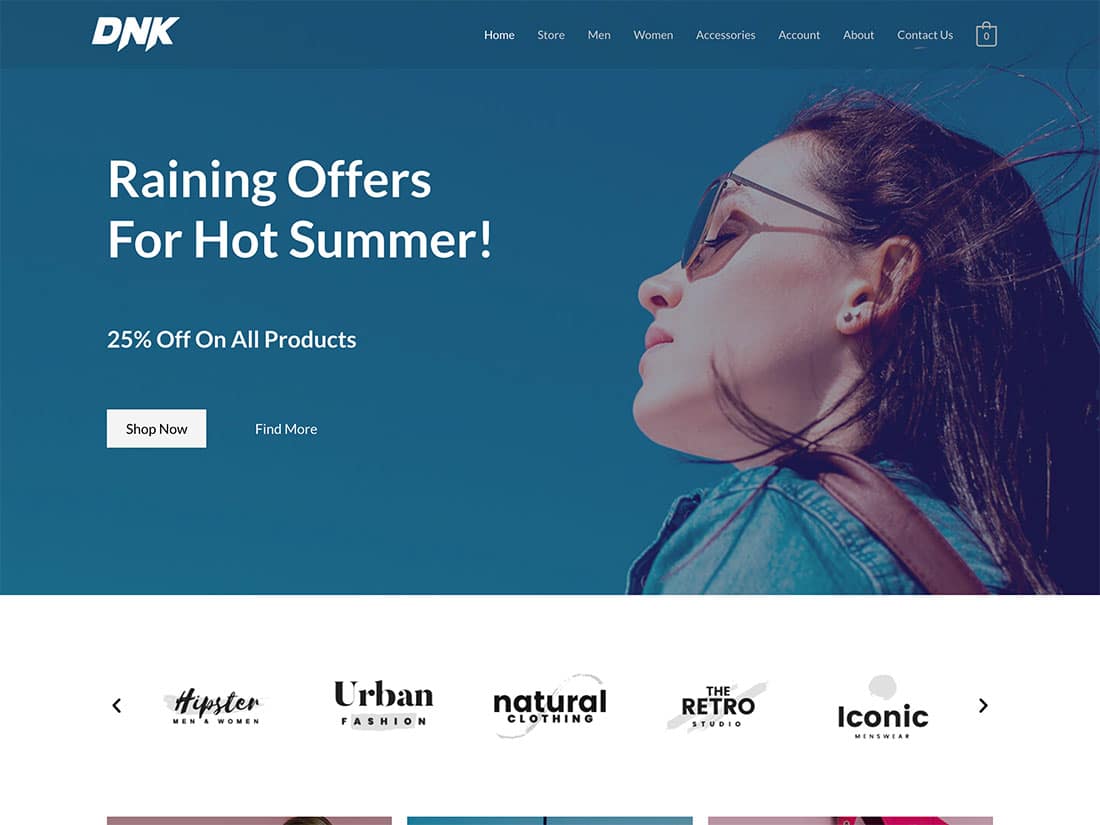 DNK
Home Store Men Women Accessories Account About Contact Us 0
Raining Offers
For Hot Summer!
25% Off On All Products
Shop Now Find More
Hipster
MEN & WOMEN
Urban
FASHION
natural
CLOTHING
THE
RETRO
STUDIO
Iconic
MENSWEAR